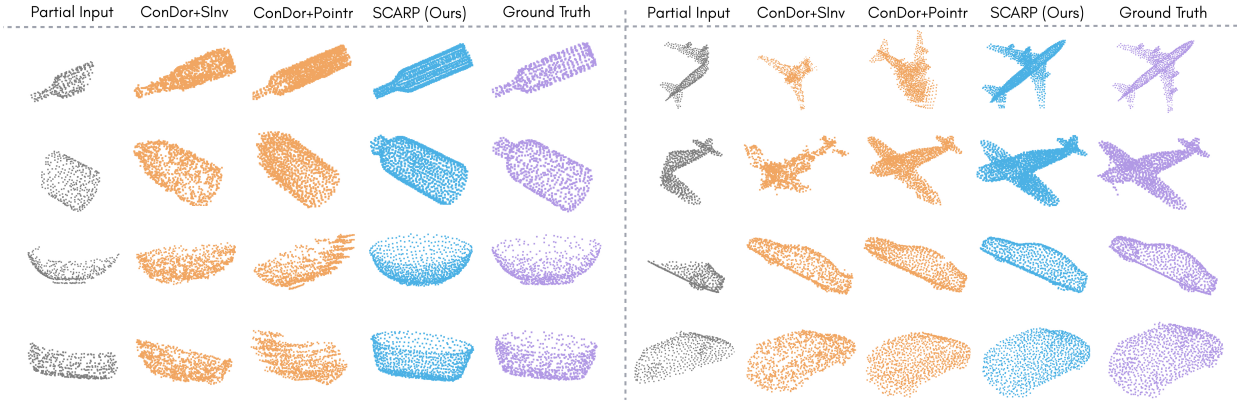 Partial Input ConDor+SInv ConDor+Pointr SCARP (Ours) Ground Truth Partial Input ConDor+SInv ConDor+Pointr SCARP (Ours) Ground Truth